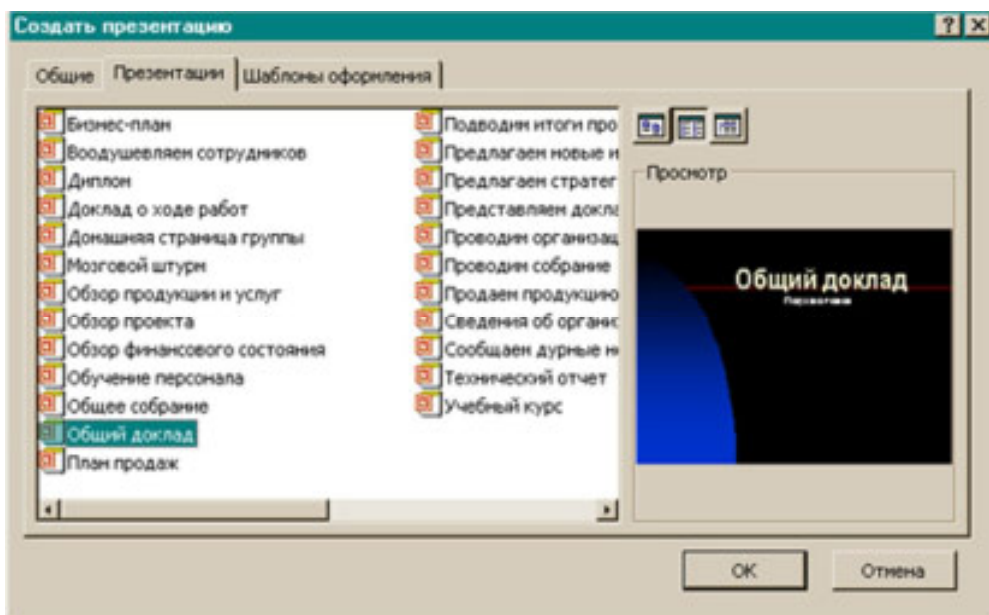 Создать презентацию
Общие Презентации Шаблоны оформления
Бизнес-план
Воодушевляем сотрудников
Диплом
Доклад о ходе работ
Домашняя страница группы
Мозговой штурм
Обзор продукции и услуг
Обзор проекта
Обзор финансового состояния
Обучение персонала
Общее собрание
Общий доклад
План продаж
Подводим итоги про
Предлагаем новые и
Предлагаем стратег
Представляем докла
Проводим организац
Проводим собрание
Продаем продукцию
Сведения об органис
Сообщаем дурные н
Технический отчет
Учебный курс
Просмотр
Общий доклад
OK Отмена